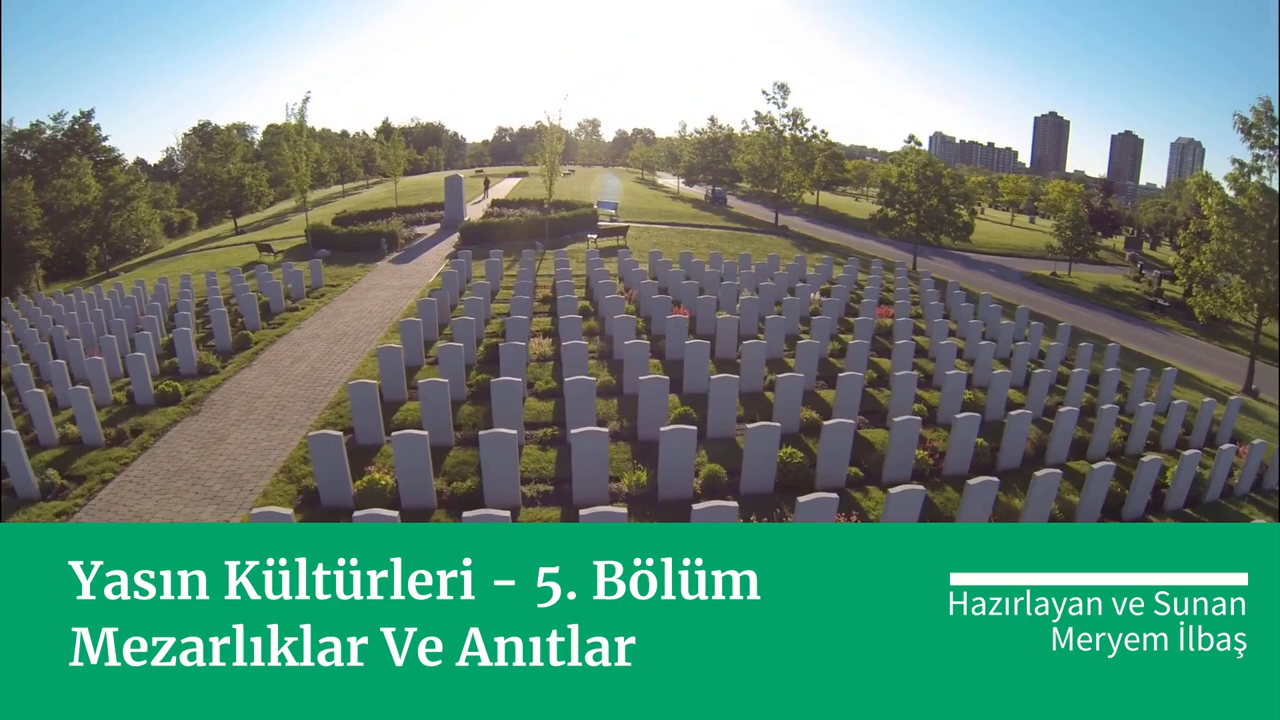 Yasın Kültürleri - 5. Bölüm
Mezarlıklar Ve Anıtlar
Hazırlayan ve Sunan
Meryem İlbaş